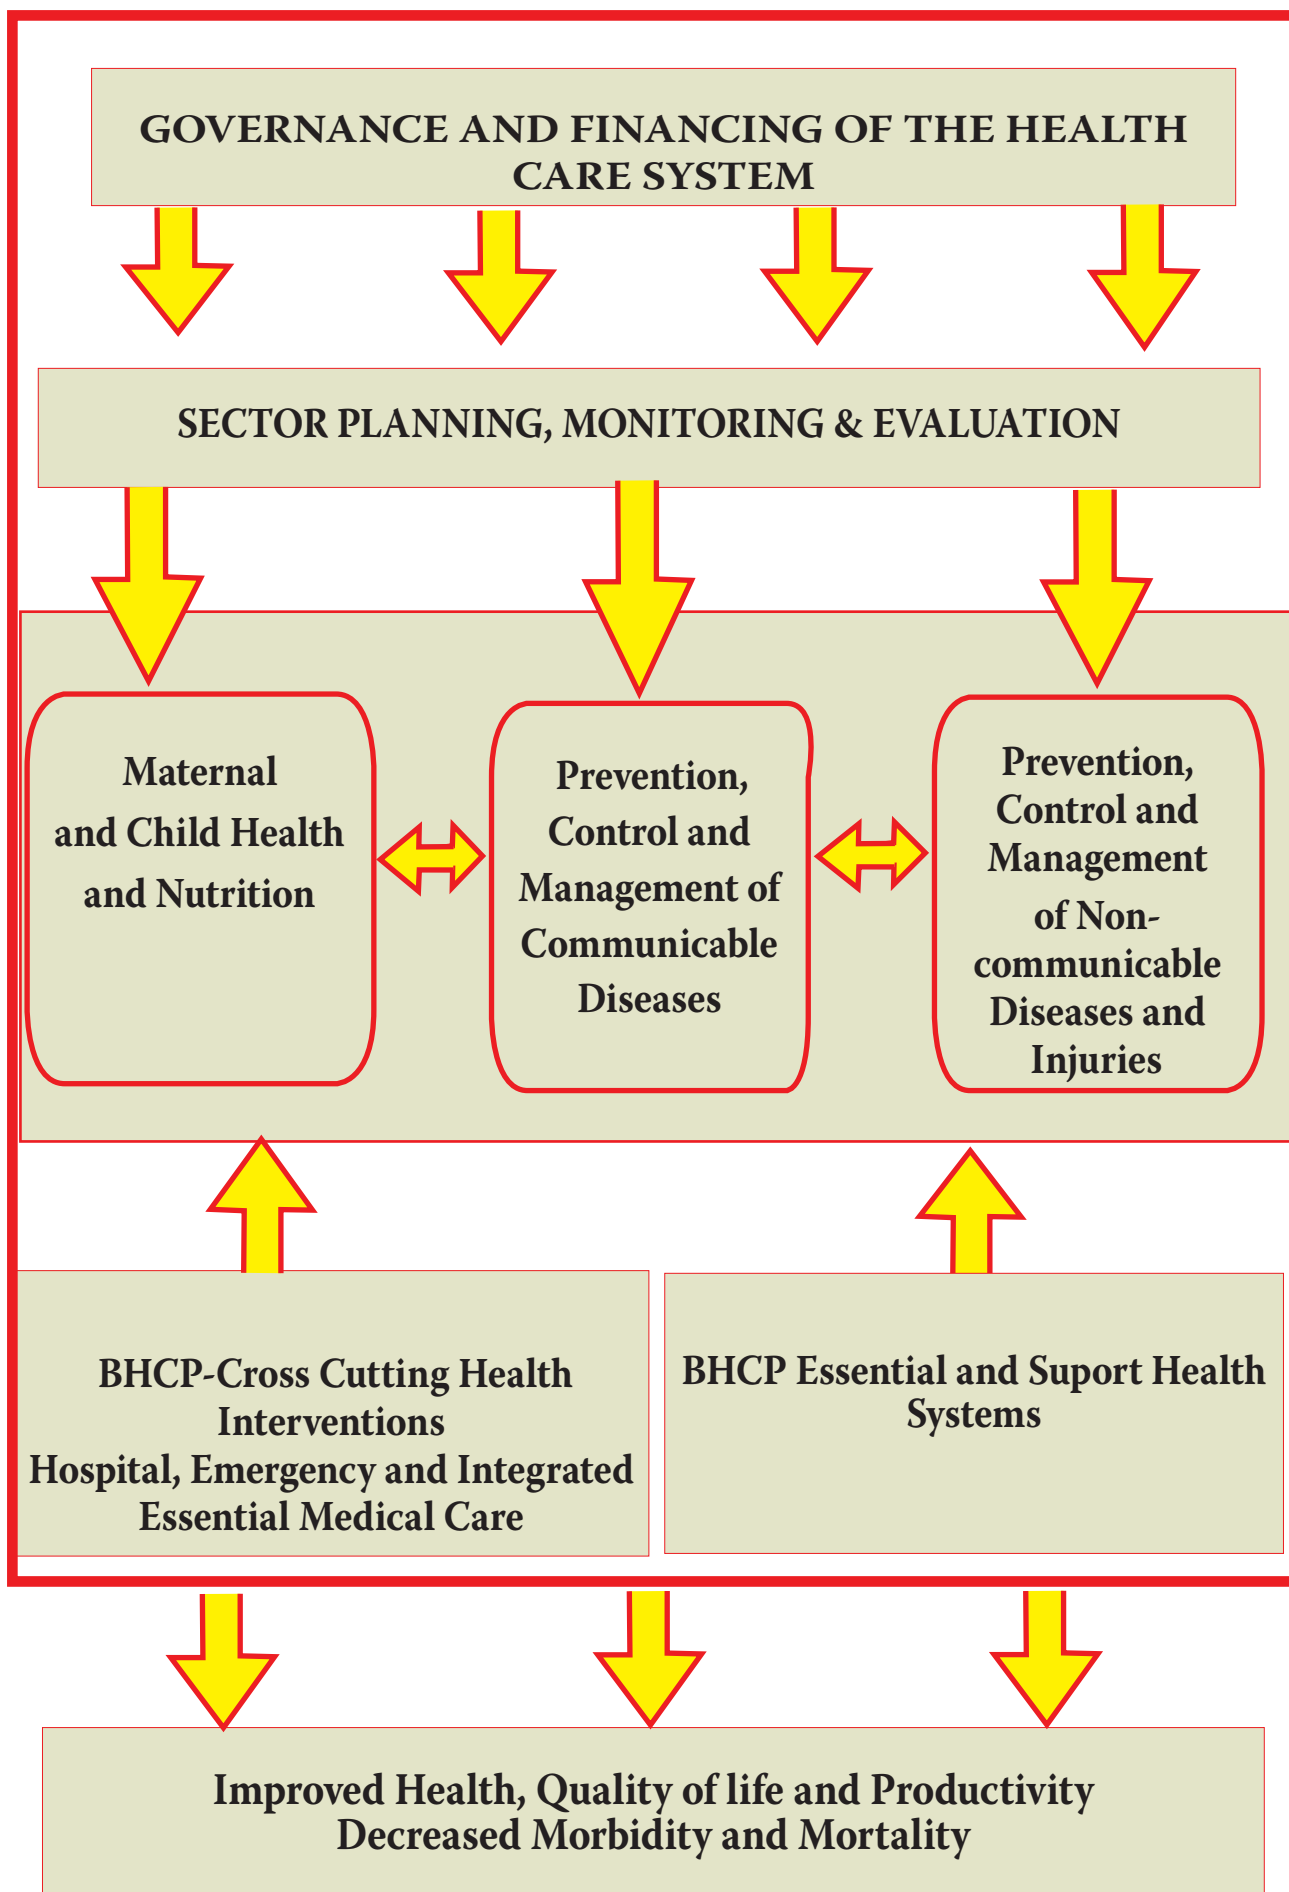 GOVERNANCE AND FINANCING OF THE HEALTH
CARE SYSTEM
SECTOR PLANNING, MONITORING & EVALUATION
Maternal
and Child Health
and Nutrition
Prevention,
Control and
Management of
Communicable
Diseases
Prevention,
Control and
Management
of Non-
communicable
Diseases and
Injuries
BHCP-Cross Cutting Health
Interventions
Hospital, Emergency and Integrated
Essential Medical Care
BHCP Essential and Suport Health
Systems
Improved Health, Quality of life and Productivity
Decreased Morbidity and Mortality